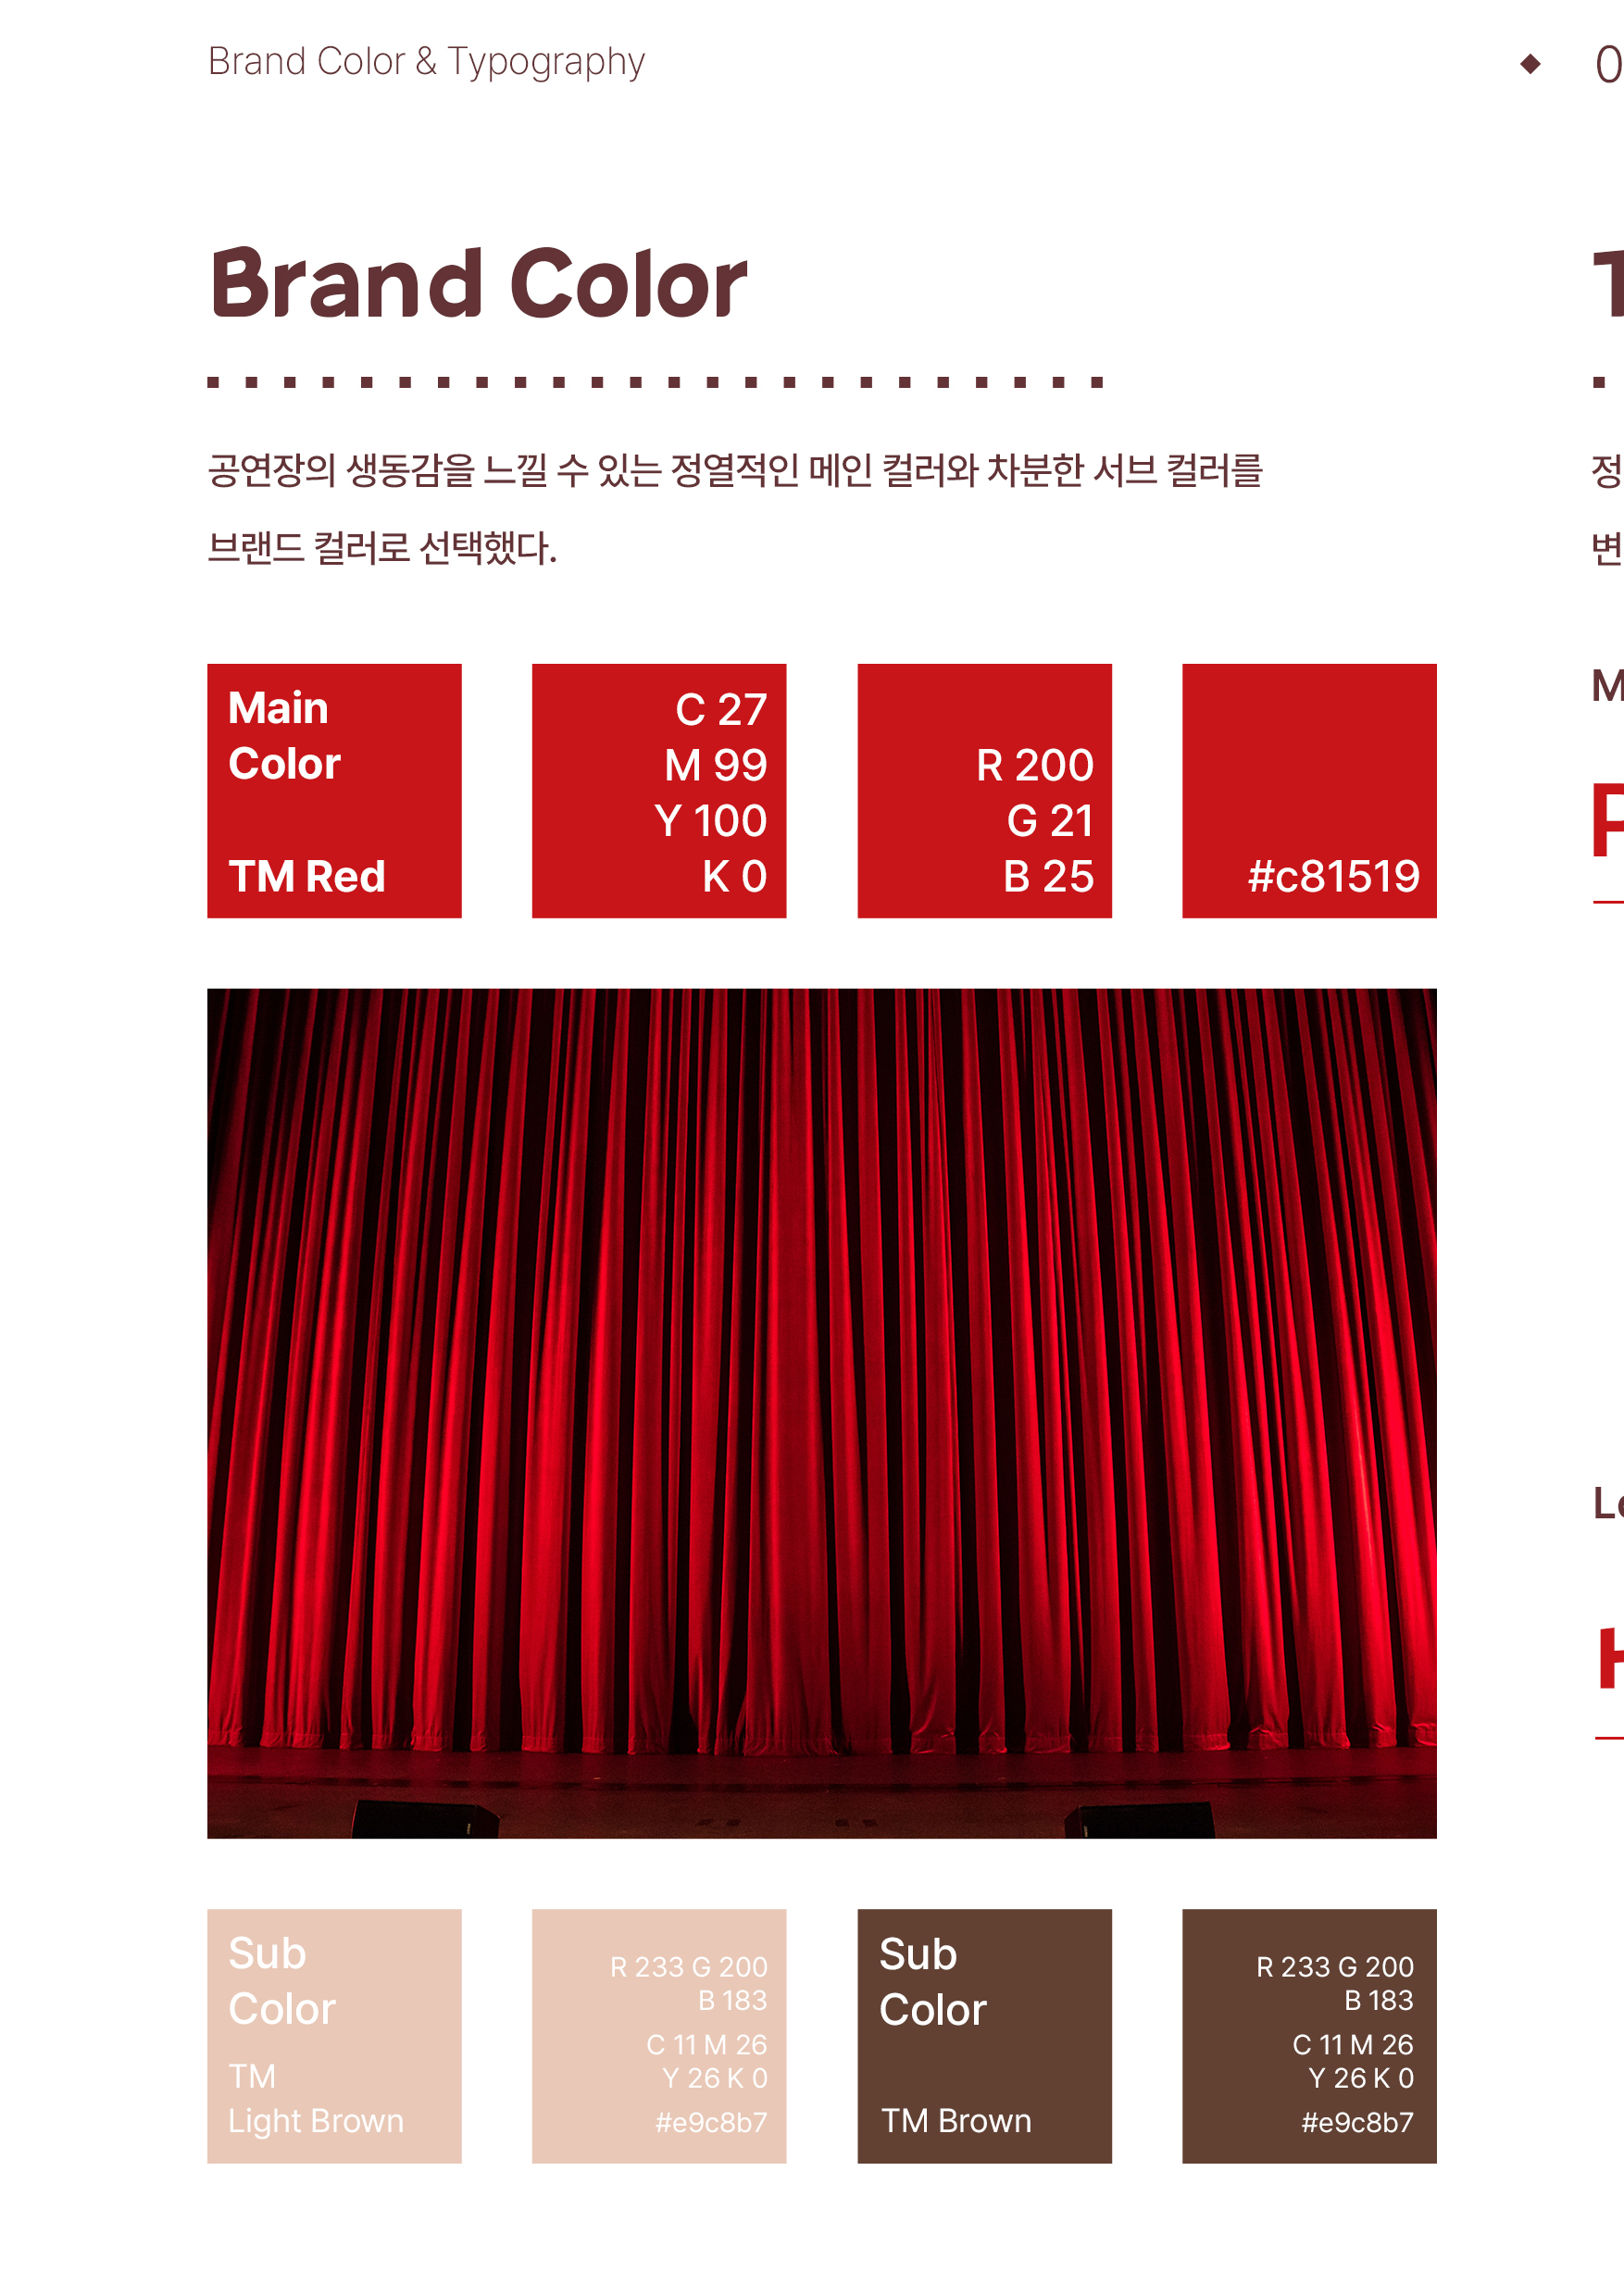 Brand Color & Typography
Brand Color
공연장의 생동감을 느낄 수 있는 정열적인 메인 컬러와 차분한 서브 컬러를
브랜드 컬러로 선택했다.
Main
Color
TM Red
C 27
M 99
Y 100
K 0
R 200
G 21
B 25
#c81519
Sub
Color
TM
Light Brown
R 233 G 200
B 183
C 11 M 26
Y 26 K 0
#e9c8b7
Sub
Color
TM Brown
R 233 G 200
B 183
C 11 M 26
Y 26 K 0
#e9c8b7
정
변